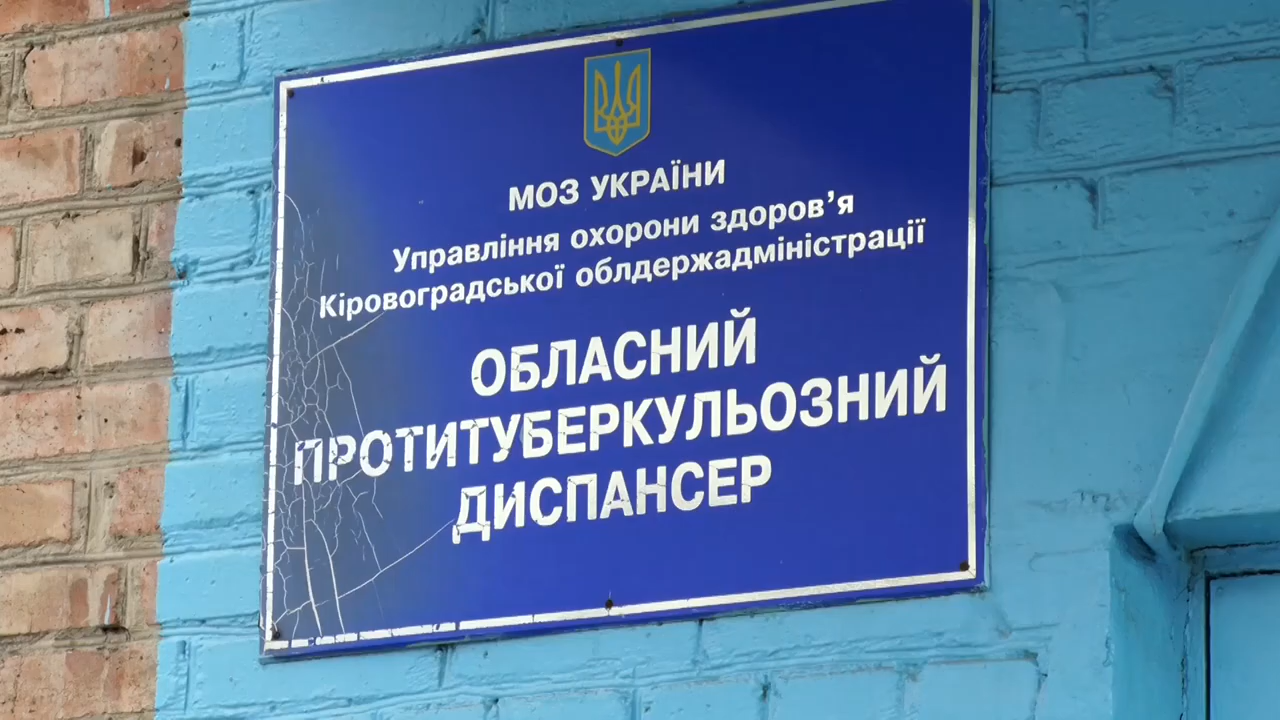 МОЗ УКРАЇНИ
Управління охорони здоров'я
Кіровоградської облдержадміністрації
ОБЛАСНИЙ
ПРОТИТУБЕРКУЛЬОЗНИЙ
ДИСПАНСЕР